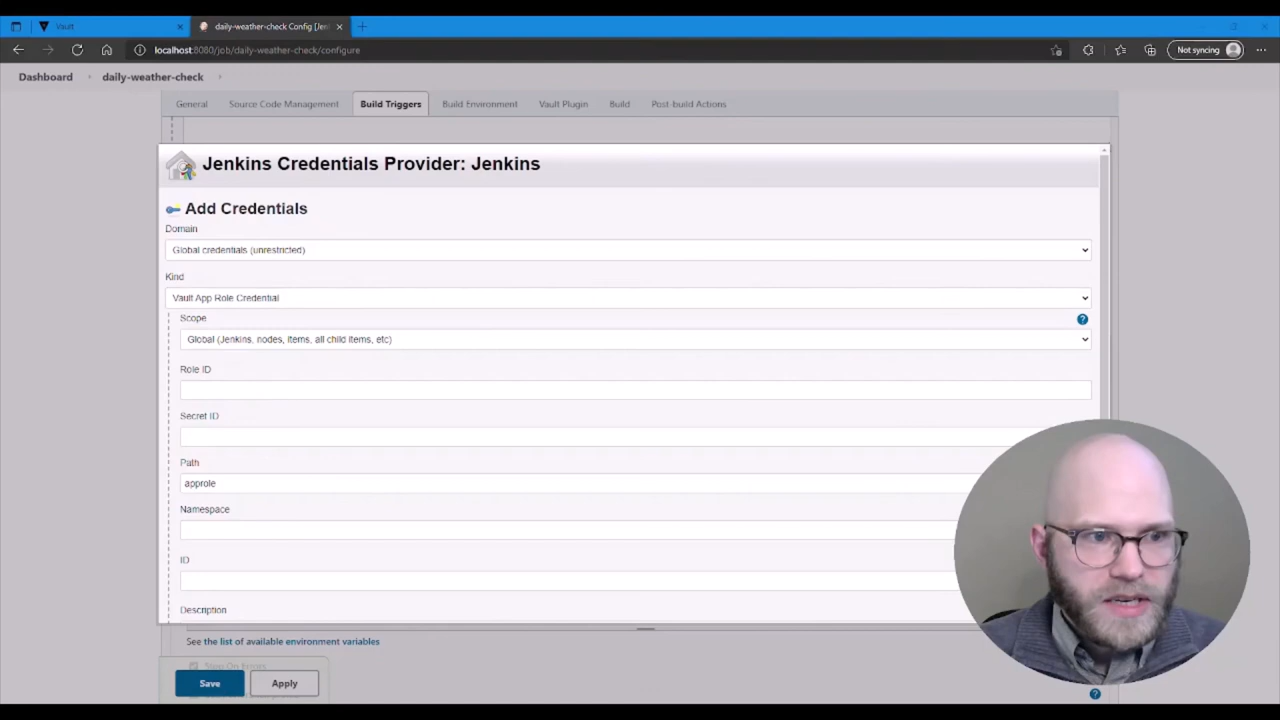 Vault
daily-weather-check Config [Jen
localhost:8080/job/daily-weather-check/configure
Not syncing
Dashboard
daily-weather-check
General
Source Code Management
Build Triggers
Build Environment
Vault Plugin
Build
Post-build Actions
Jenkins Credentials Provider: Jenkins
Add Credentials
Domain
Global credentials (unrestricted)
Kind
Vault App Role Credential
Scope
Global (Jenkins, nodes, items, all child items, etc)
Role ID
Secret ID
Path
approle
Namespace
ID
Description
See the list of available environment variables
Stop On Errors
Save
Apply